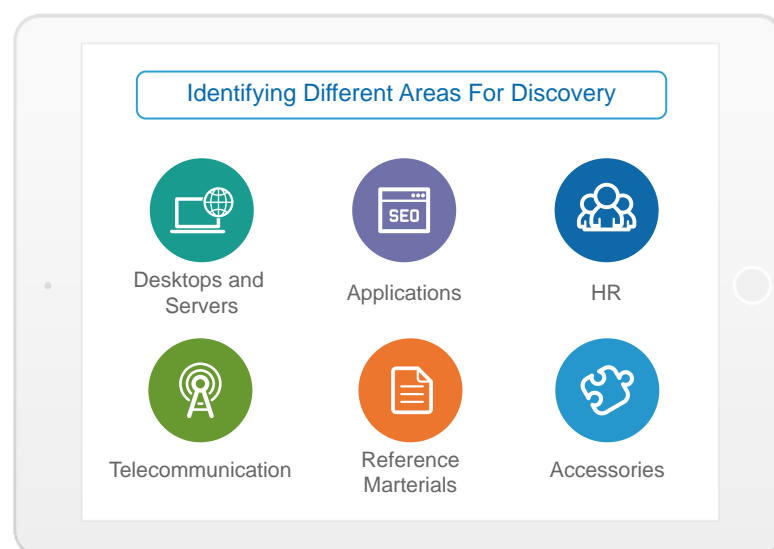 Identifying Different Areas For Discovery
SEO
Desktops and
Servers
Applications
HR
Telecommunication
Reference
Marterials
Accessories